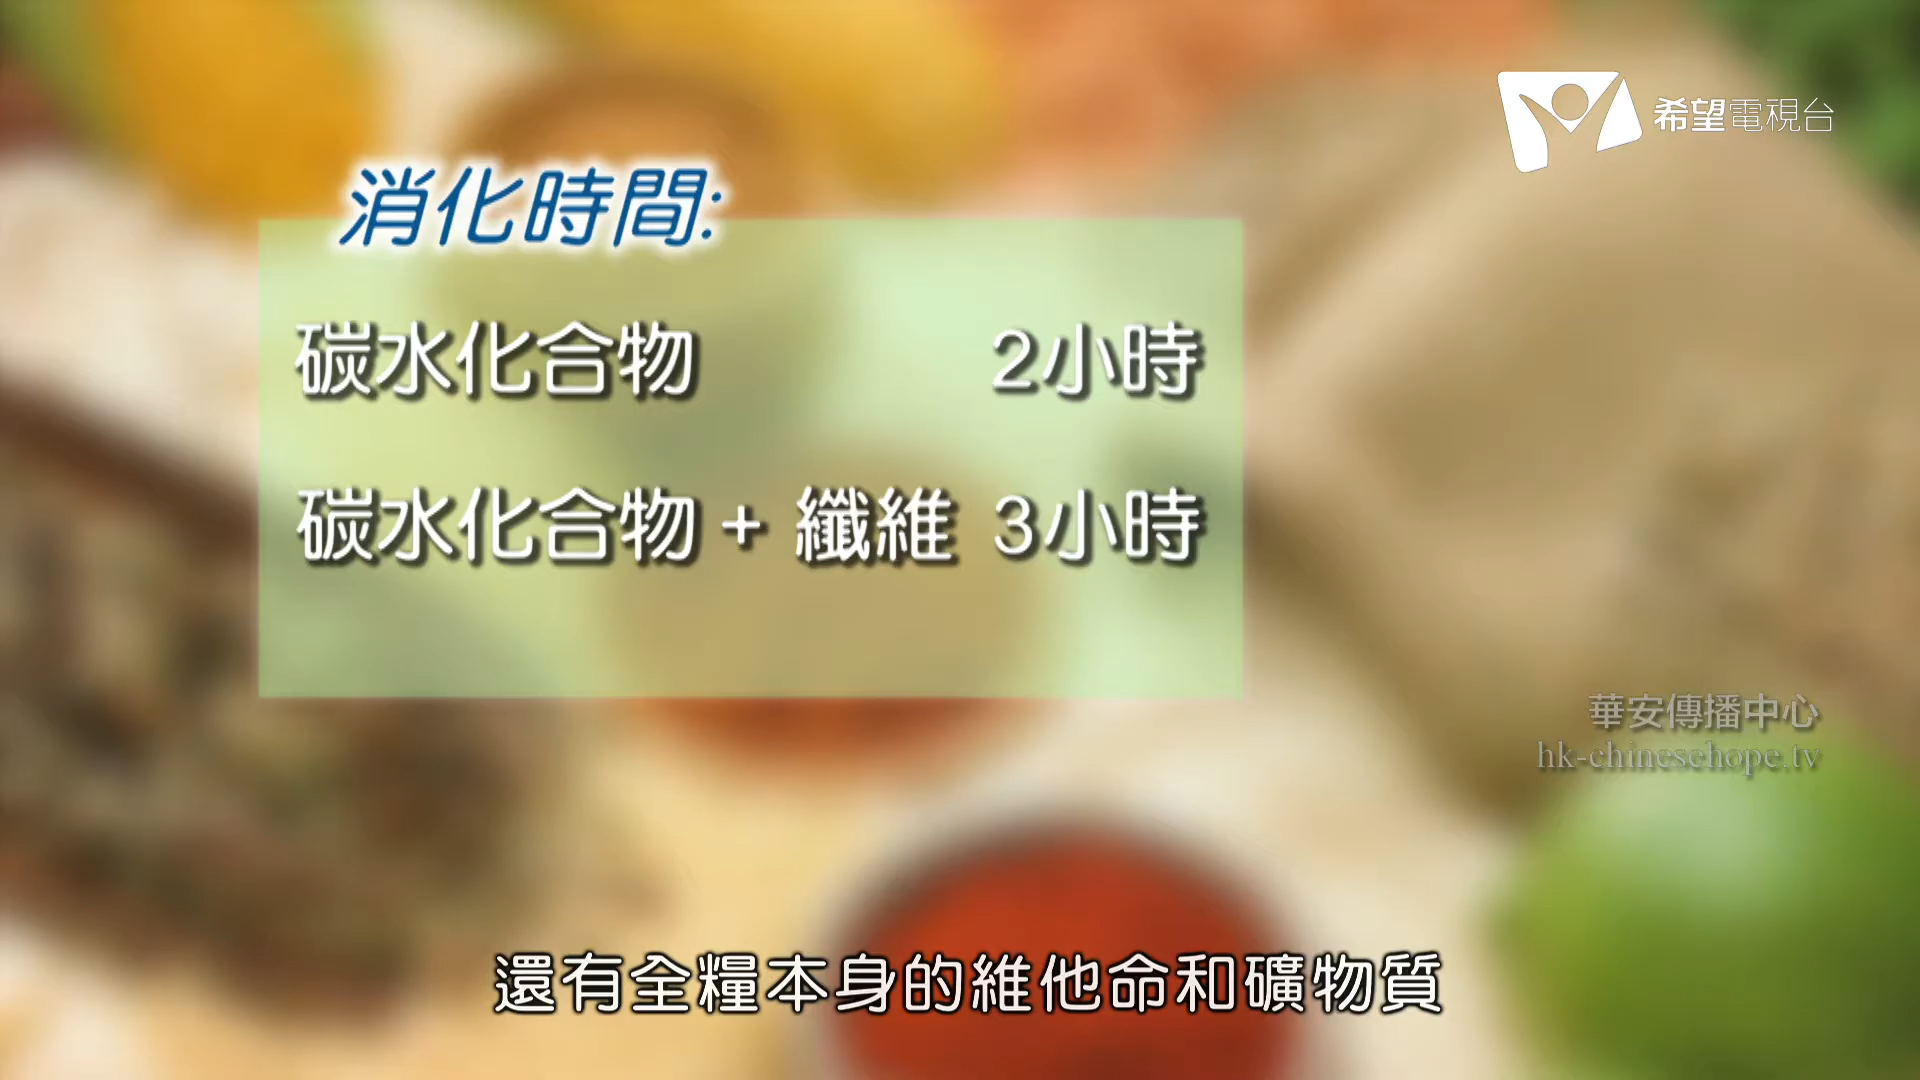 希望電視台
消化時間:
碳水化合物 2小時
碳水化合物 + 纖維 3小時
華安傳播中心
hk-chinesehope.tv
還有全糧本身的維他命和礦物質